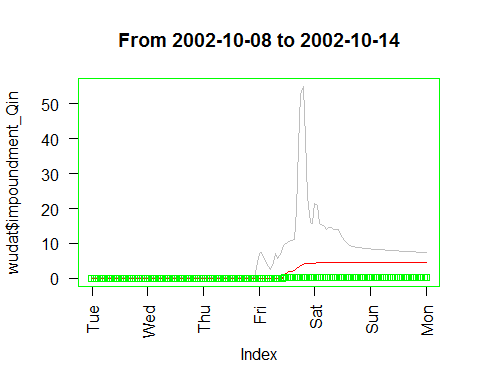 From 2002-10-08 to 2002-10-14
wudat$impoundment_Qin
50
40
30
20
10
0
Tue Wed Thu Fri Sat Sun Mon
Index